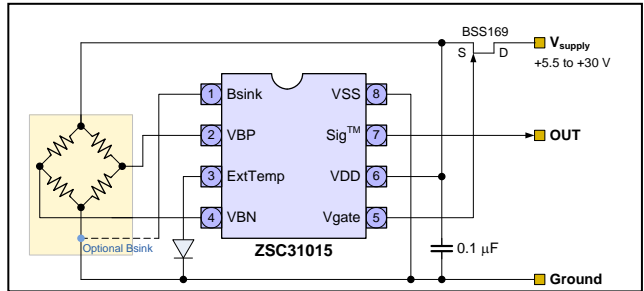 BSS169
S
D
Vsupply
+5.5 to +30 V
1
Bsink
VSS
8
2
VBP
Sig™
7
OUT
3
ExtTemp
VDD
6
4
VBN
Vgate
5
Optional Bsink
ZSC31015
0.1 µF
Ground